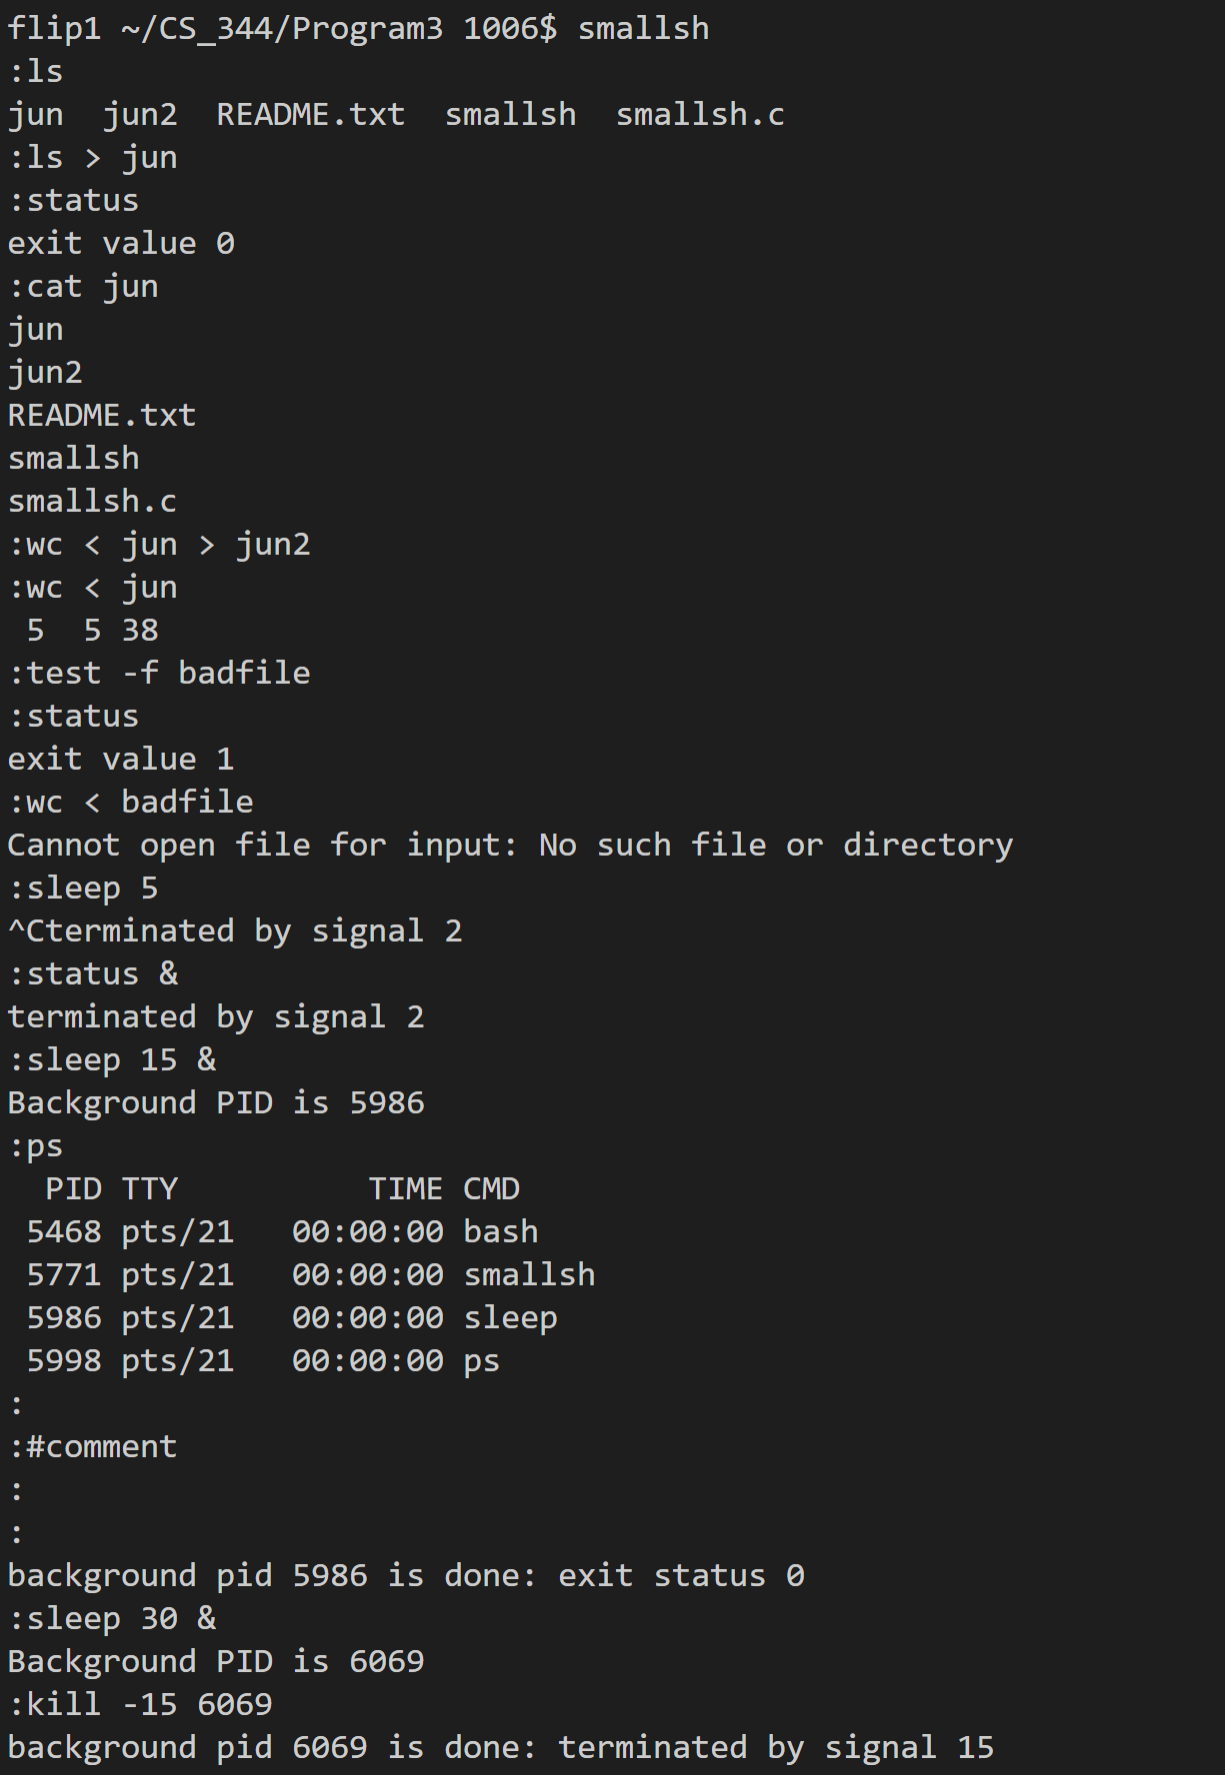 flip1 ~/CS_344/Program3 1006$ smallsh
:ls
jun  jun2  README.txt  smallsh  smallsh.c
:ls > jun
:status
exit value 0
:cat jun
jun
jun2
README.txt
smallsh
smallsh.c
:wc < jun > jun2
:wc < jun
 5  5 38
:test -f badfile
:status
exit value 1
:wc < badfile
Cannot open file for input: No such file or directory
:sleep 5
^Cterminated by signal 2
:status &
terminated by signal 2
:sleep 15 &
Background PID is 5986
:ps
  PID TTY          TIME CMD
 5468 pts/21   00:00:00 bash
 5771 pts/21   00:00:00 smallsh
 5986 pts/21   00:00:00 sleep
 5998 pts/21   00:00:00 ps
:
:#comment
:
:
background pid 5986 is done: exit status 0
:sleep 30 &
Background PID is 6069
:kill -15 6069
background pid 6069 is done: terminated by signal 15